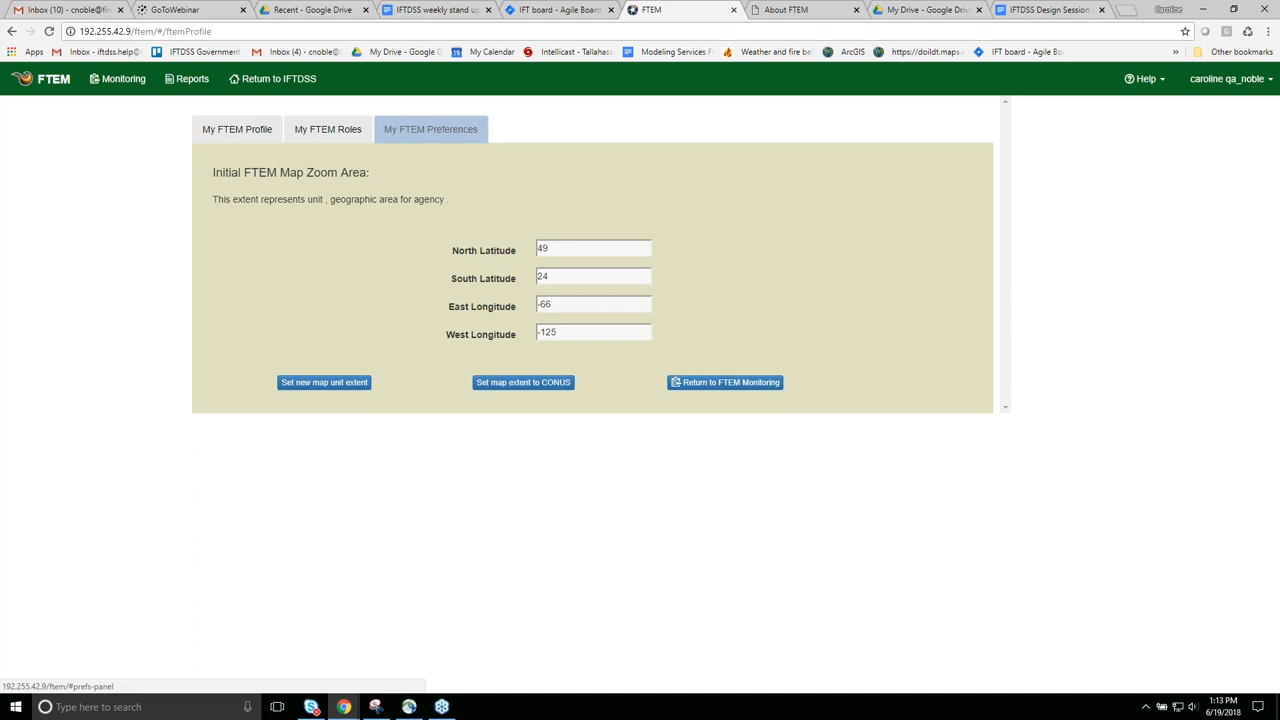 Inbox (10) - cnoble@fir
GoToWebinar
Recent - Google Drive
IFTDSS weekly stand up
IFT board - Agile Board
FTEM
About FTEM
My Drive - Google Drive
IFTDSS Design Session
Caroline
192.255.42.9/ftem/#/ftemProfile
Apps
Inbox - iftdss.help@
IFTDSS Government
Inbox (4) - cnoble@
My Drive - Google D
My Calendar
Intellicast - Tallahass
Modeling Services F
Weather and fire be
ArcGIS
https://doildt.maps.
IFT board - Agile Bo
Other bookmarks
FTEM
Monitoring
Reports
Return to IFTDSS
Help
caroline qa_noble
My FTEM Profile
My FTEM Roles
My FTEM Preferences
Initial FTEM Map Zoom Area:
This extent represents unit , geographic area for agency .
North Latitude 49
South Latitude 24
East Longitude -66
West Longitude -125
Set new map unit extent
Set map extent to CONUS
Return to FTEM Monitoring
192.255.42.9/ftem/#prefs-panel
Type here to search
1:13 PM
6/19/2018